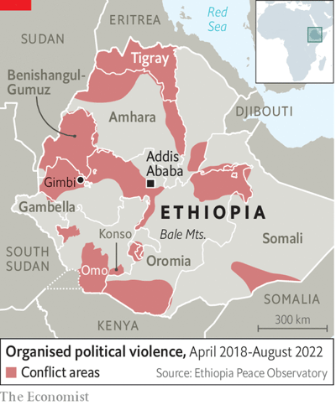 ERITREA
Red
Sea
SUDAN
Tigray
Benishangul-
Gumuz
Amhara
DJIBOUTI
Addis
Ababa
Gimbi
Gambella
ETHIOPIA
Bale Mts.
Konso
Somali
SOUTH
SUDAN
Omo
Oromia
SOMALIA
KENYA
300 km
Organised political violence, April 2018-August 2022
Conflict areas
Source: Ethiopia Peace Observatory
The Economist